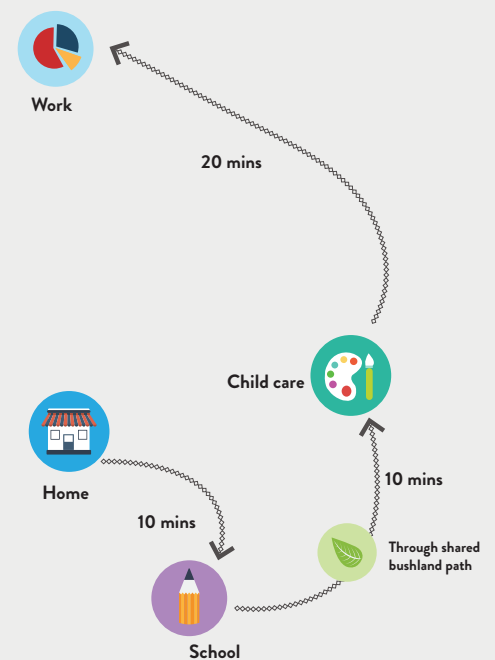 Work
20 mins
Child care
Home
10 mins
10 mins
Through shared
bushland path
School